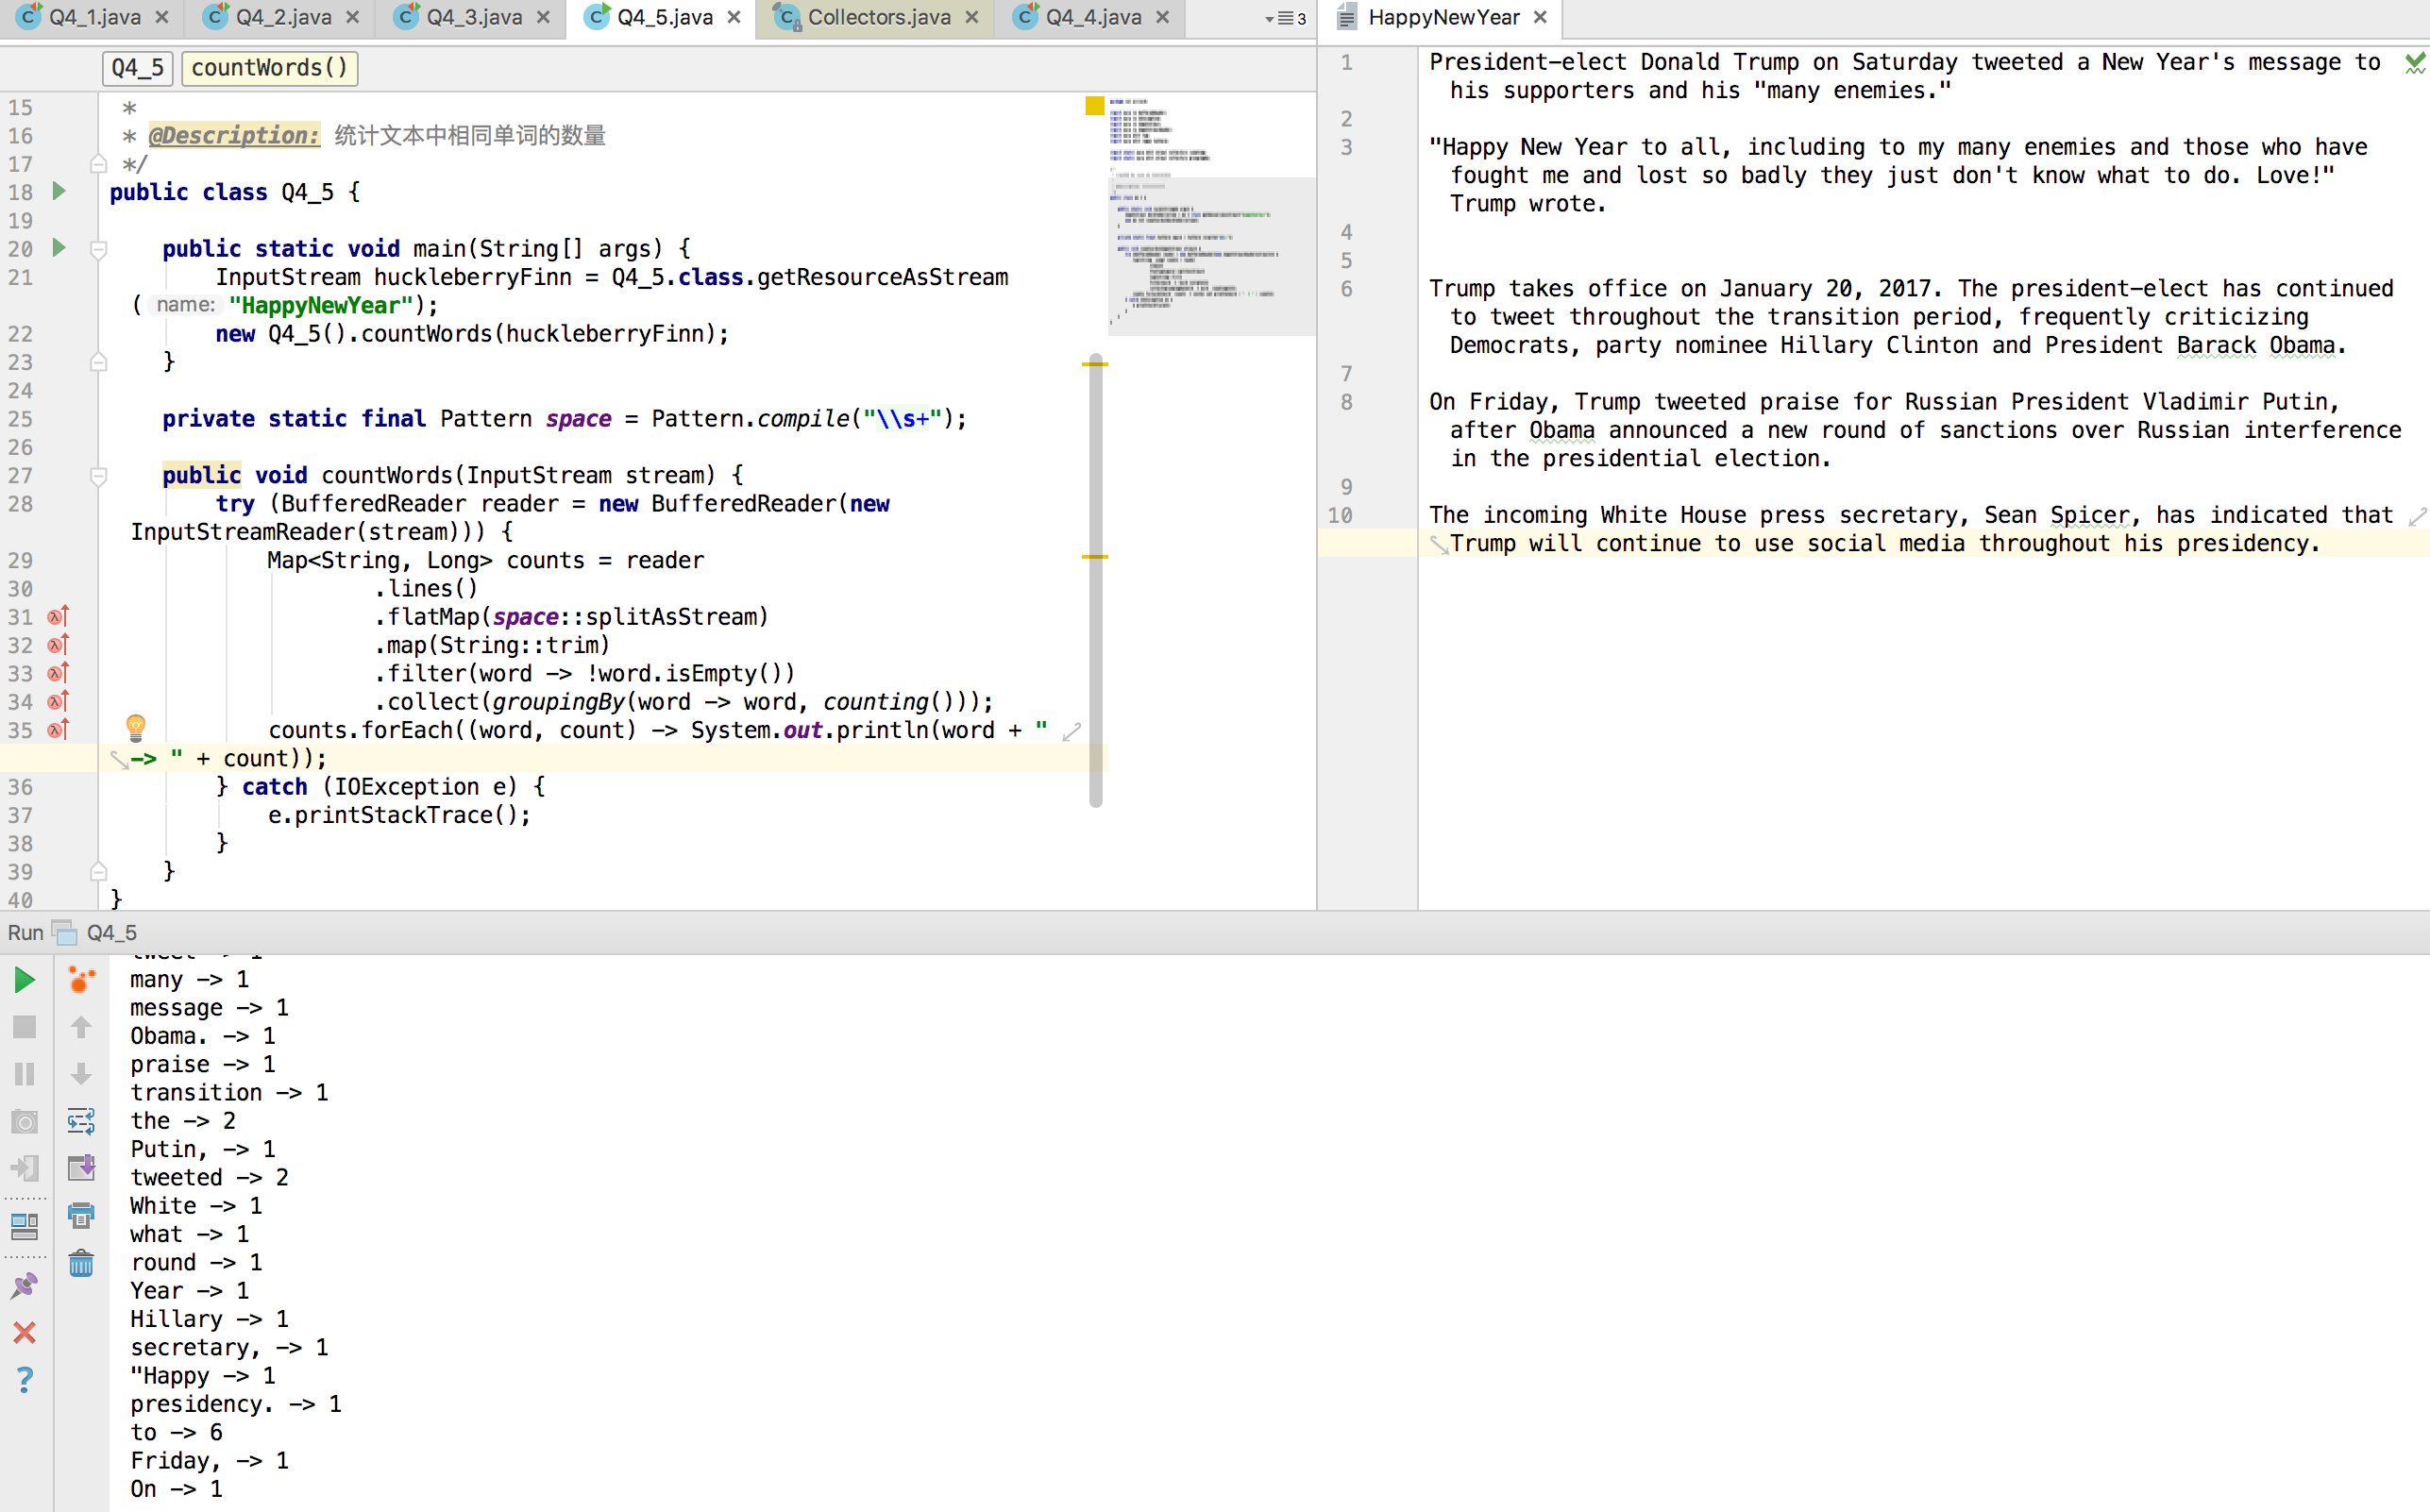 Q4_1.java
Q4_2.java
Q4_3.java
Q4_5.java
Collectors.java
Q4_4.java
3
HappyNewYear
Q4_5
countWords()
15 *
16 * @Description: 统计文本中相同单词的数量
17 */
18 public class Q4_5 {
19
20 public static void main(String[] args) {
21 InputStream huckleberryFinn = Q4_5.class.getResourceAsStream
( name: "HappyNewYear");
22 new Q4_5().countWords(huckleberryFinn);
23 }
24
25 private static final Pattern space = Pattern.compile("\\s+");
26
27 public void countWords(InputStream stream) {
28 try (BufferedReader reader = new BufferedReader(new
InputStreamReader(stream))) {
29 Map<String, Long> counts = reader
30 .lines()
31 .flatMap(space::splitAsStream)
32 .map(String::trim)
33 .filter(word -> !word.isEmpty())
34 .collect(groupingBy(word -> word, counting()));
35 counts.forEach((word, count) -> System.out.println(word + "
-> " + count));
36 } catch (IOException e) {
37 e.printStackTrace();
38 }
39 }
40 }
1 President-elect Donald Trump on Saturday tweeted a New Year's message to
his supporters and his "many enemies."
2
3 "Happy New Year to all, including to my many enemies and those who have
fought me and lost so badly they just don't know what to do. Love!"
Trump wrote.
4
5
6 Trump takes office on January 20, 2017. The president-elect has continued
to tweet throughout the transition period, frequently criticizing
Democrats, party nominee Hillary Clinton and President Barack Obama.
7
8 On Friday, Trump tweeted praise for Russian President Vladimir Putin,
after Obama announced a new round of sanctions over Russian interference
in the presidential election.
9
10 The incoming White House press secretary, Sean Spicer, has indicated that
Trump will continue to use social media throughout his presidency.
Run Q4_5
tweet -> 1
many -> 1
message -> 1
Obama. -> 1
praise -> 1
transition -> 1
the -> 2
Putin, -> 1
tweeted -> 2
White -> 1
what -> 1
round -> 1
Year -> 1
Hillary -> 1
secretary, -> 1
"Happy -> 1
presidency. -> 1
to -> 6
Friday, -> 1
On -> 1